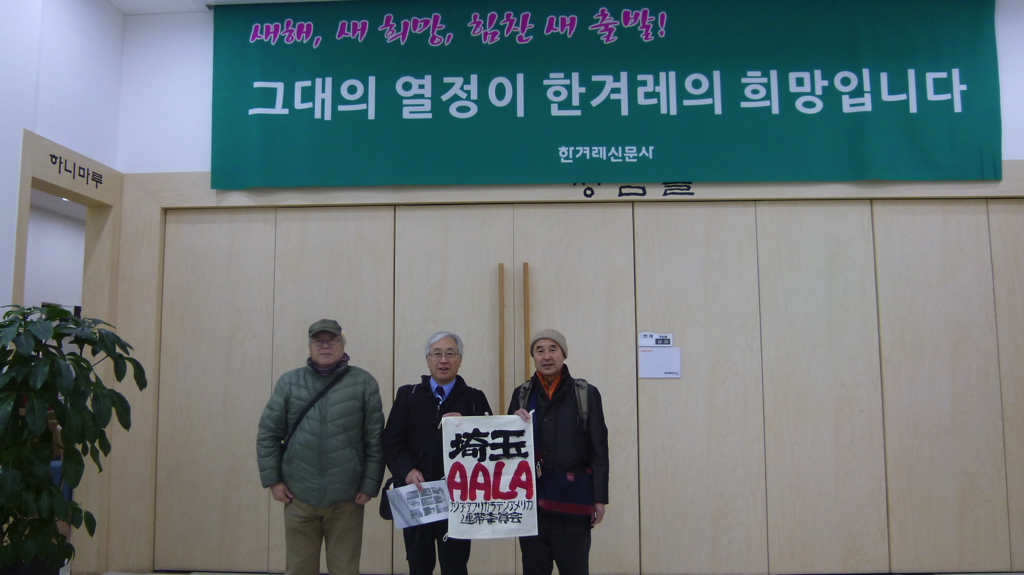 새해, 새 희망, 힘찬 새 출발!
그대의 열정이 한겨레의 희망입니다
한겨레신문사
하니마루
埼玉
AALA
アジア・アフリカ・ラテンアメリカ
連帯委員会